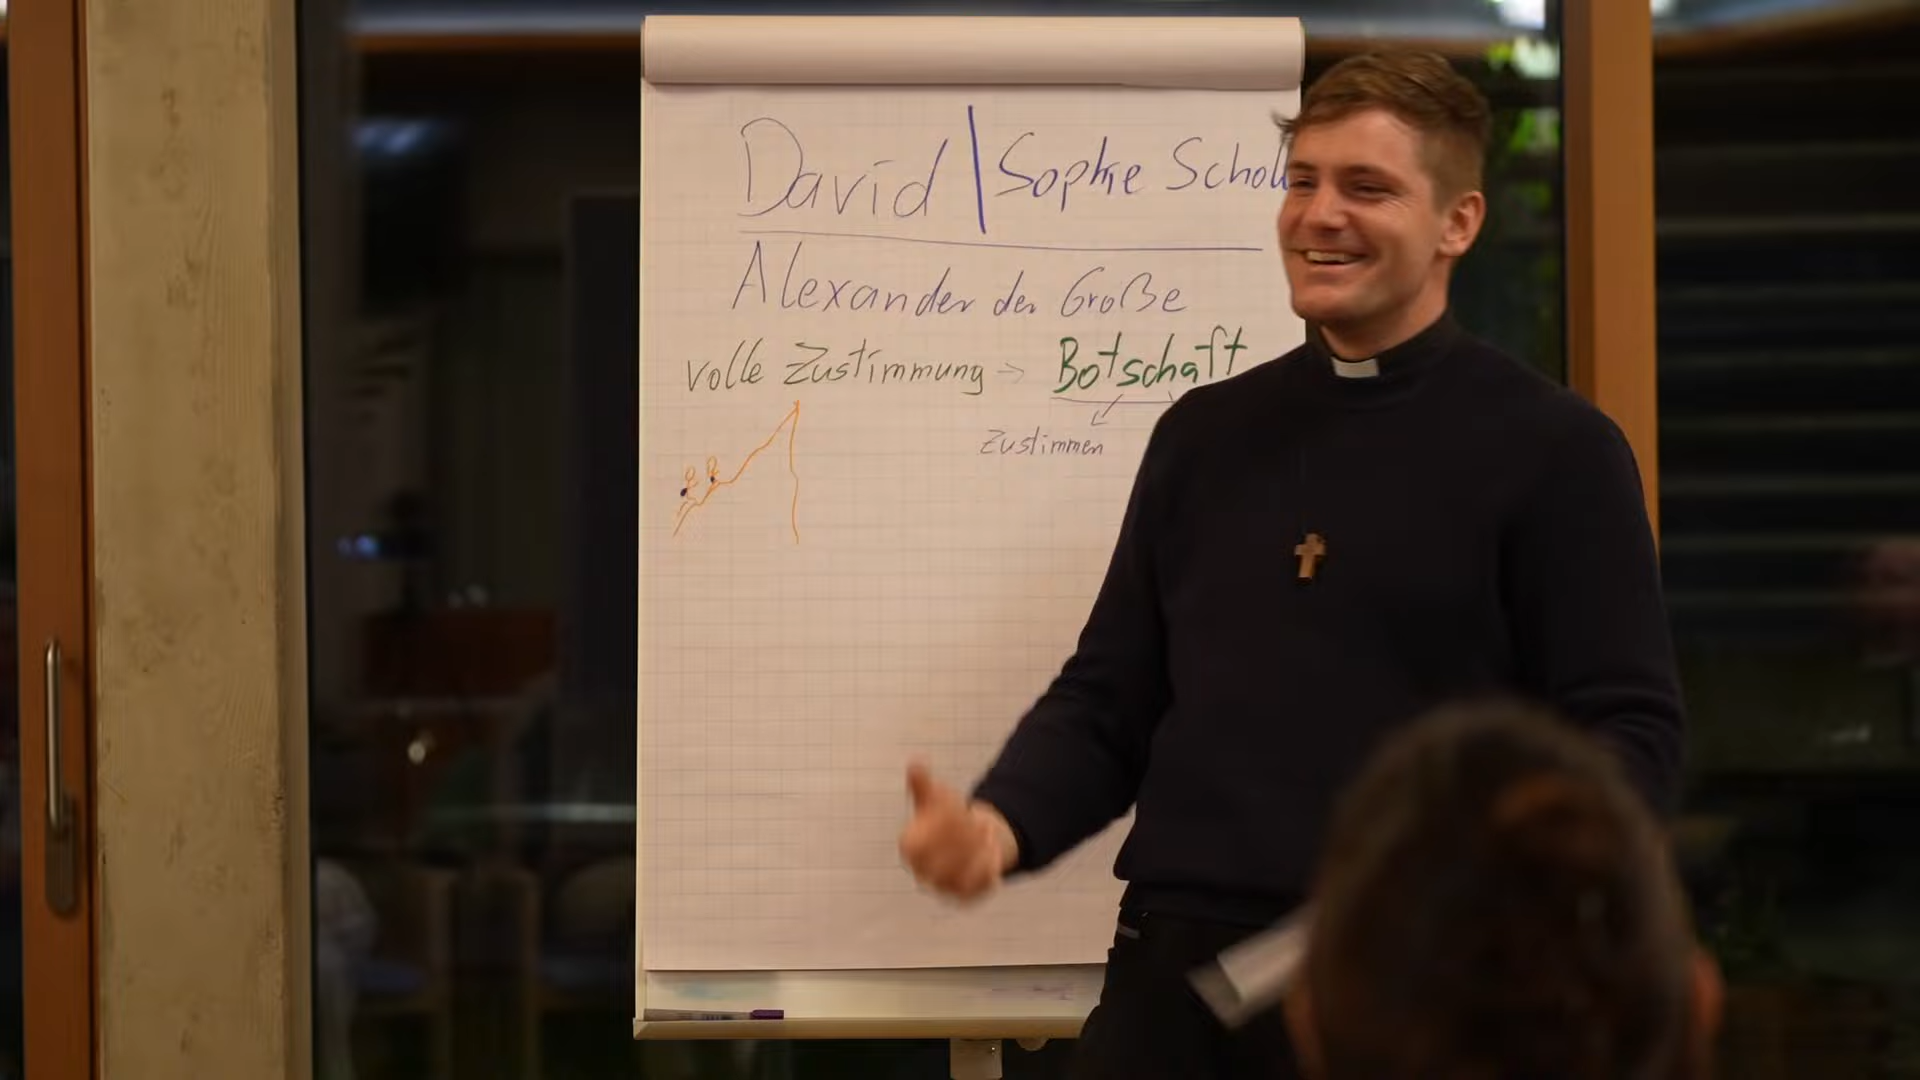 David | Sophie Scholl
Alexander der Große
volle Zustimmung → Botschaft
Zustimmen